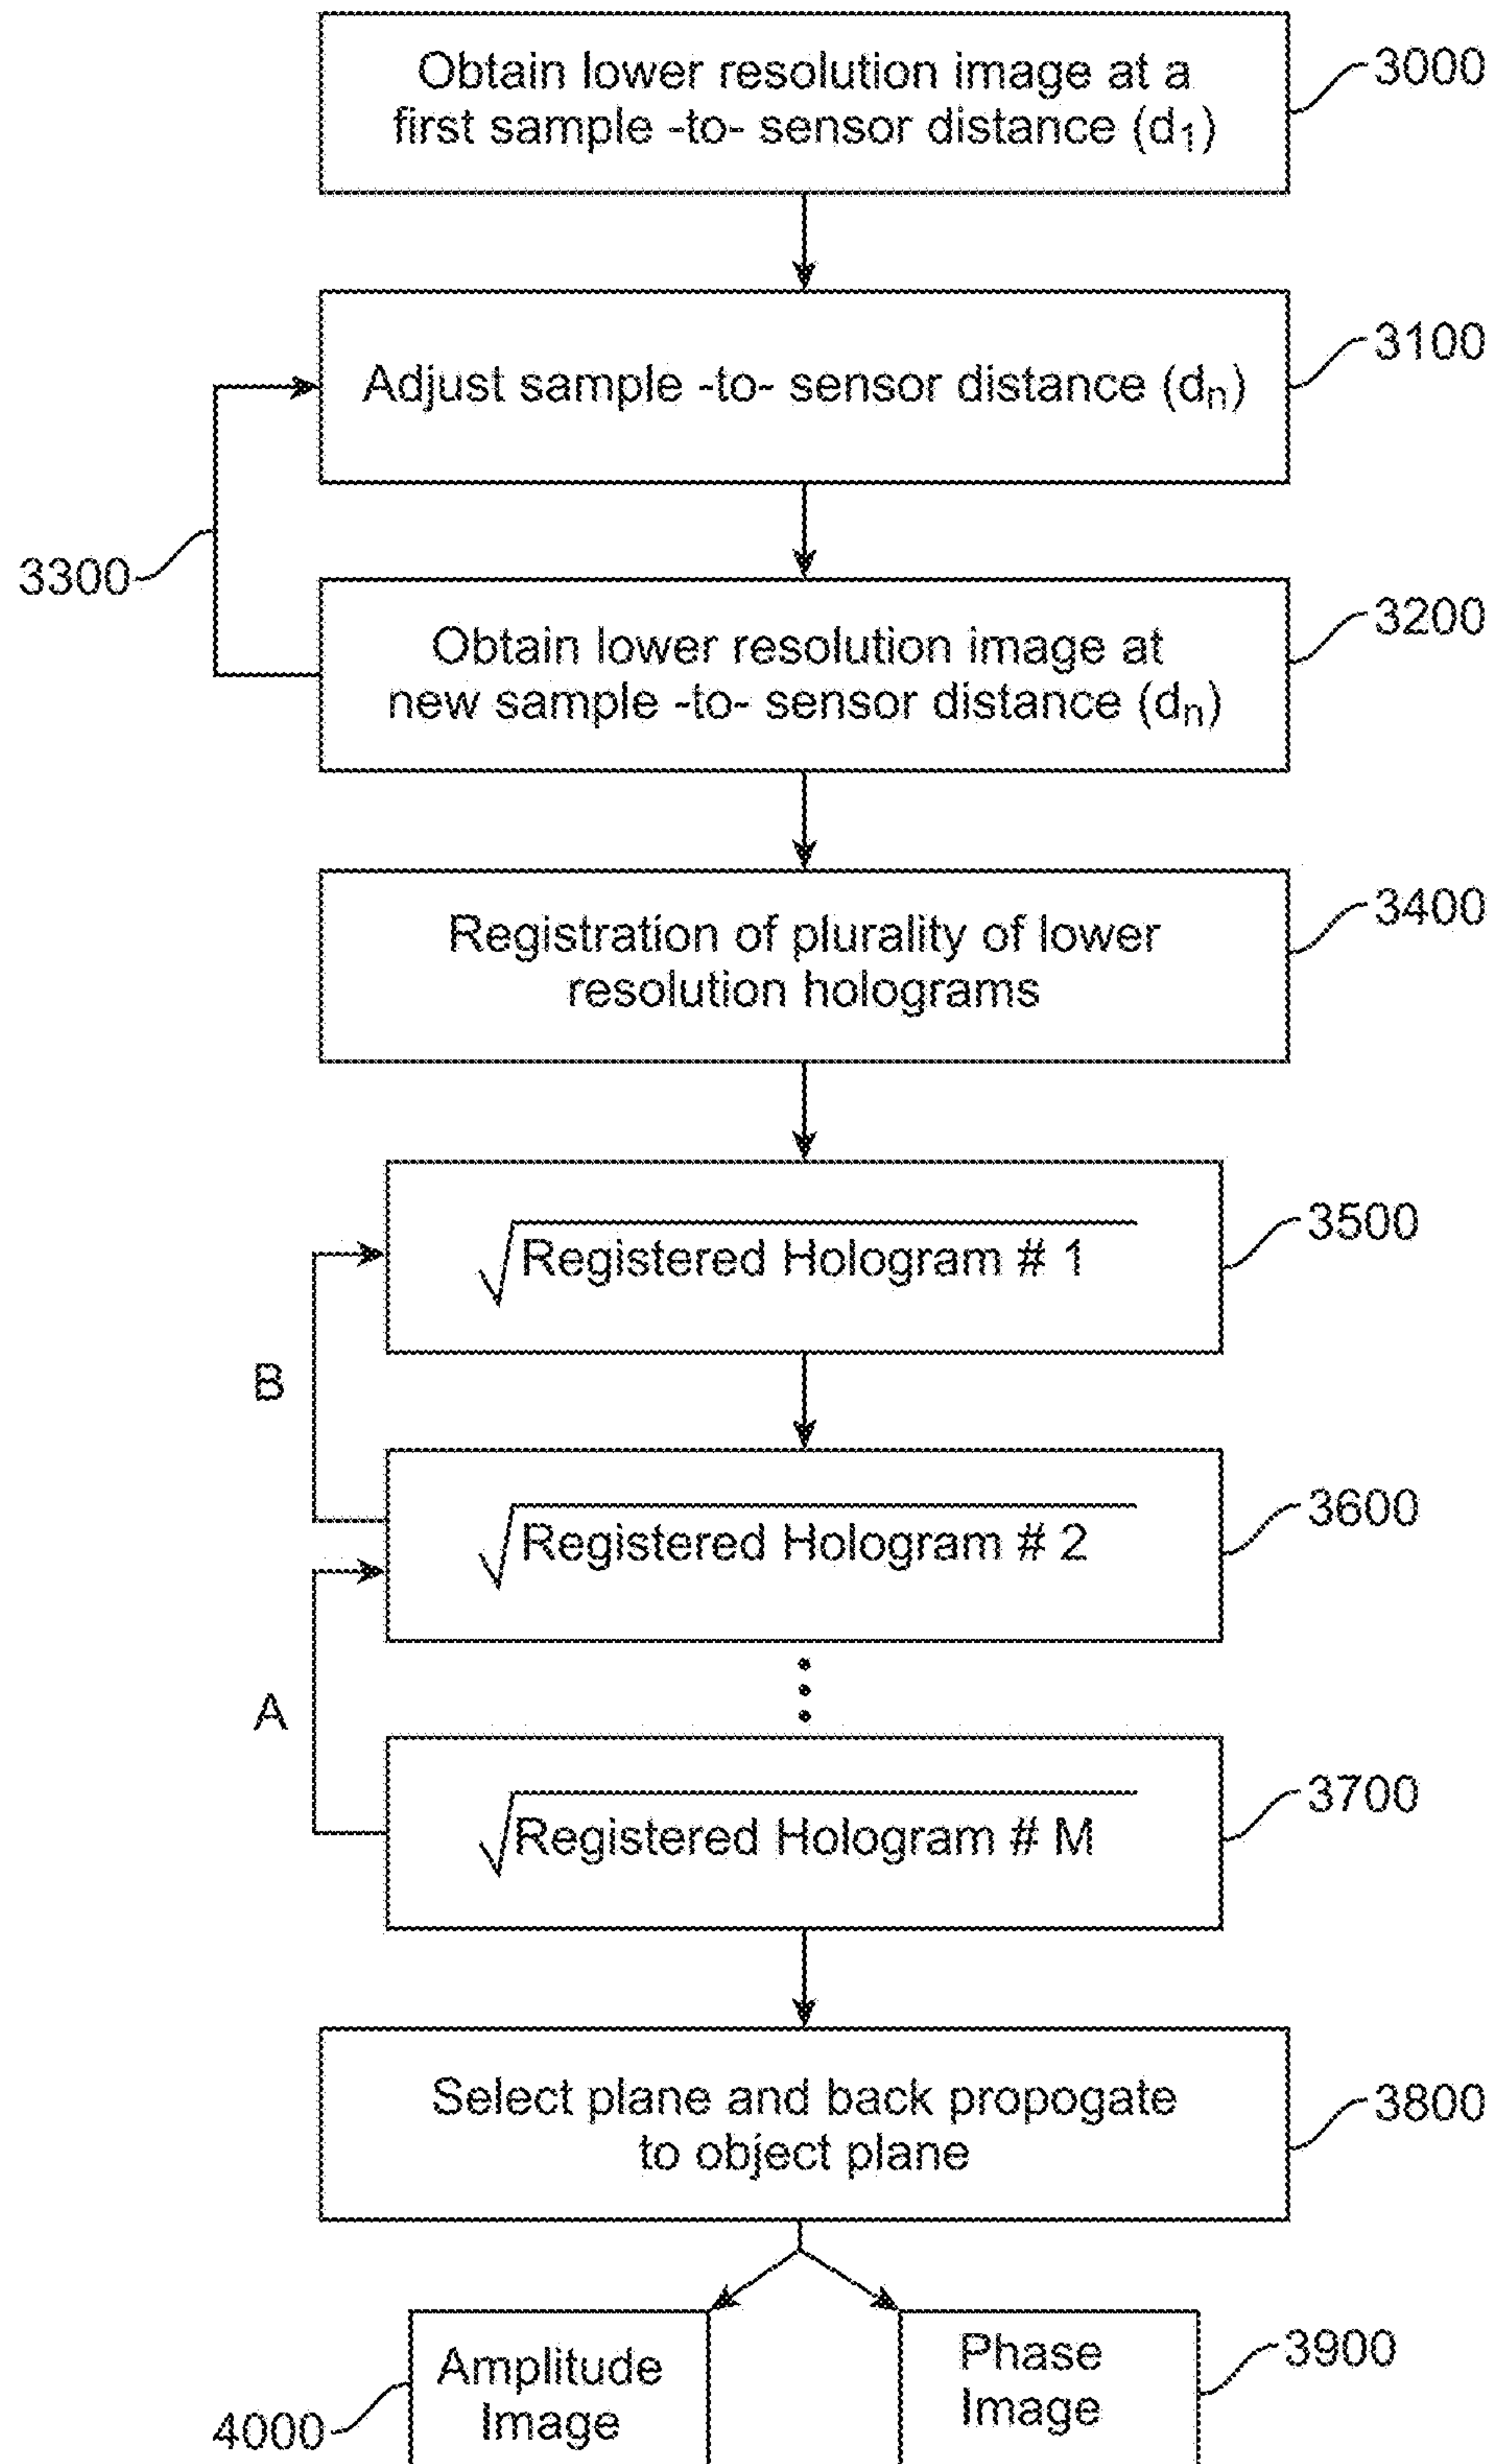 Obtain lower resolution image at a
first sample -to- sensor distance (d₁)
3000
Adjust sample -to- sensor distance (dₙ)
3100
3300
Obtain lower resolution image at
new sample -to- sensor distance (dₙ)
3200
Registration of plurality of lower
resolution holograms
3400
√Registered Hologram # 1
3500
B
√Registered Hologram # 2
3600
A
√Registered Hologram # M
3700
Select plane and back propogate
to object plane
3800
Amplitude
Image
4000
Phase
Image
3900